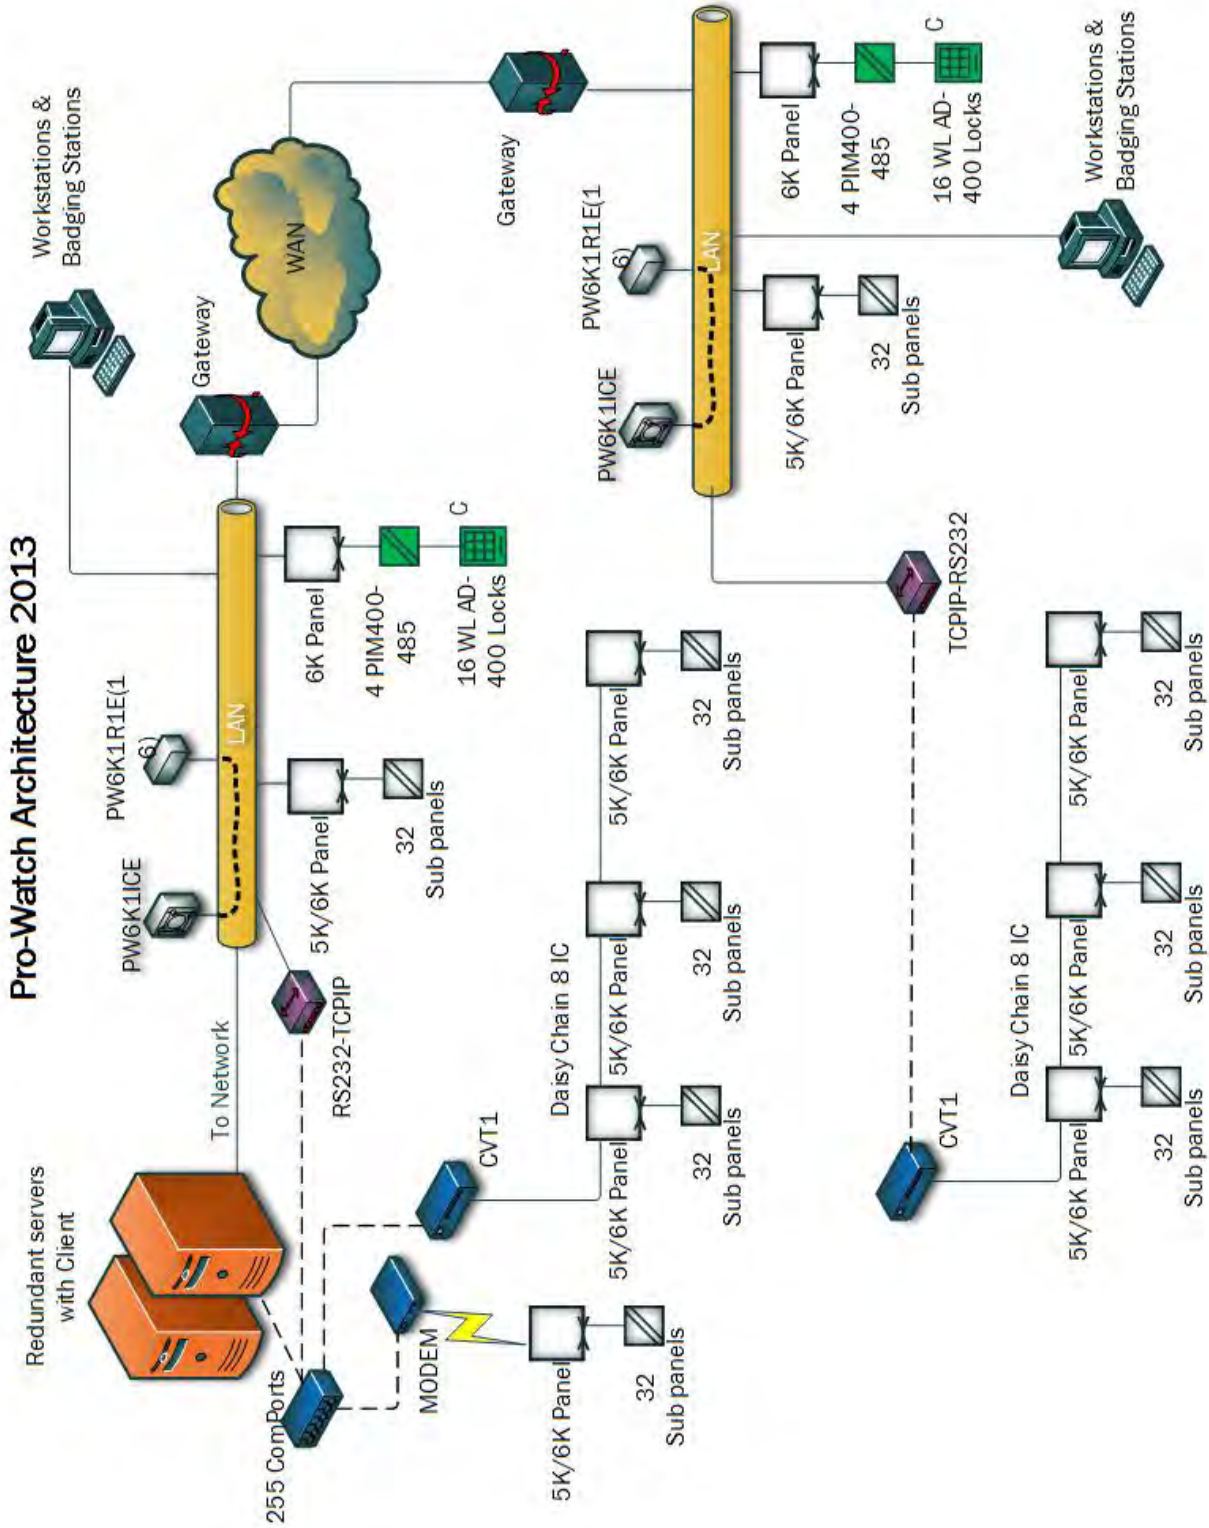 Pro-Watch Architecture 2013
Redundant servers
with Client
To Network
255 ComPorts
RS232-TCPIP
MODEM
5K/6K Panel
32
Sub panels
CVT1
Daisy Chain 8 IC
5K/6K Panel
32
Sub panels
5K/6K Panel
32
Sub panels
5K/6K Panel
32
Sub panels
PW6K1ICE
PW6K1R1E(1
6)
LAN
5K/6K Panel
32
Sub panels
6K Panel
4 PIM400-
485
16 WL AD-
400 Locks
C
Workstations &
Badging Stations
Gateway
WAN
Gateway
PW6K1ICE
PW6K1R1E(1
6)
LAN
5K/6K Panel
32
Sub panels
6K Panel
4 PIM400-
485
16 WL AD-
400 Locks
C
Workstations &
Badging Stations
TCPIP-RS232
CVT1
Daisy Chain 8 IC
5K/6K Panel
32
Sub panels
5K/6K Panel
32
Sub panels
5K/6K Panel
32
Sub panels